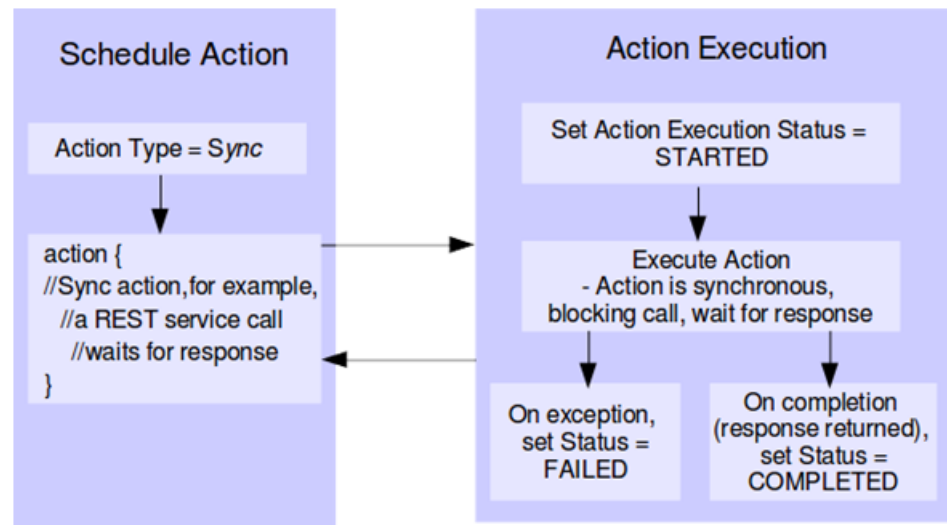 Schedule Action
Action Type = Sync
action {
//Sync action,for example,
//a REST service call
//waits for response
}
Action Execution
Set Action Execution Status =
STARTED
Execute Action
- Action is synchronous,
blocking call, wait for response
On exception,
set Status =
FAILED
On completion
(response returned),
set Status =
COMPLETED